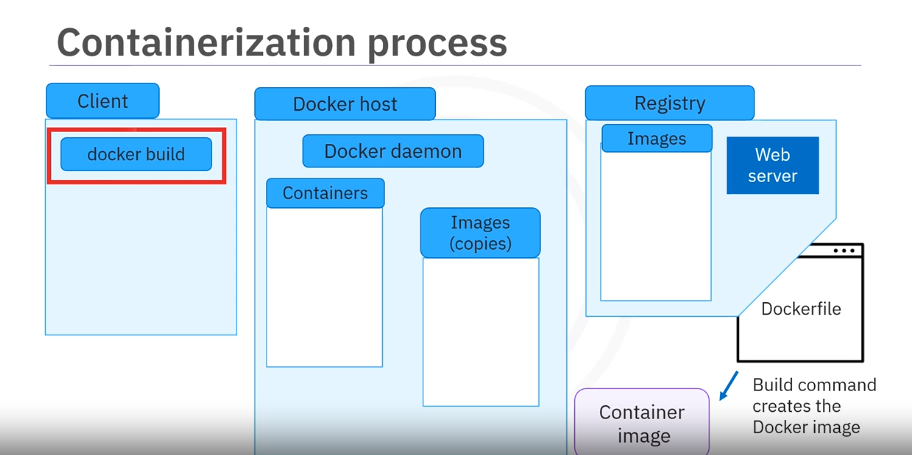 Containerization process
Client
docker build
Docker host
Docker daemon
Containers
Images
(copies)
Registry
Images
Web
server
Dockerfile
Build command
creates the
Docker image
Container
image